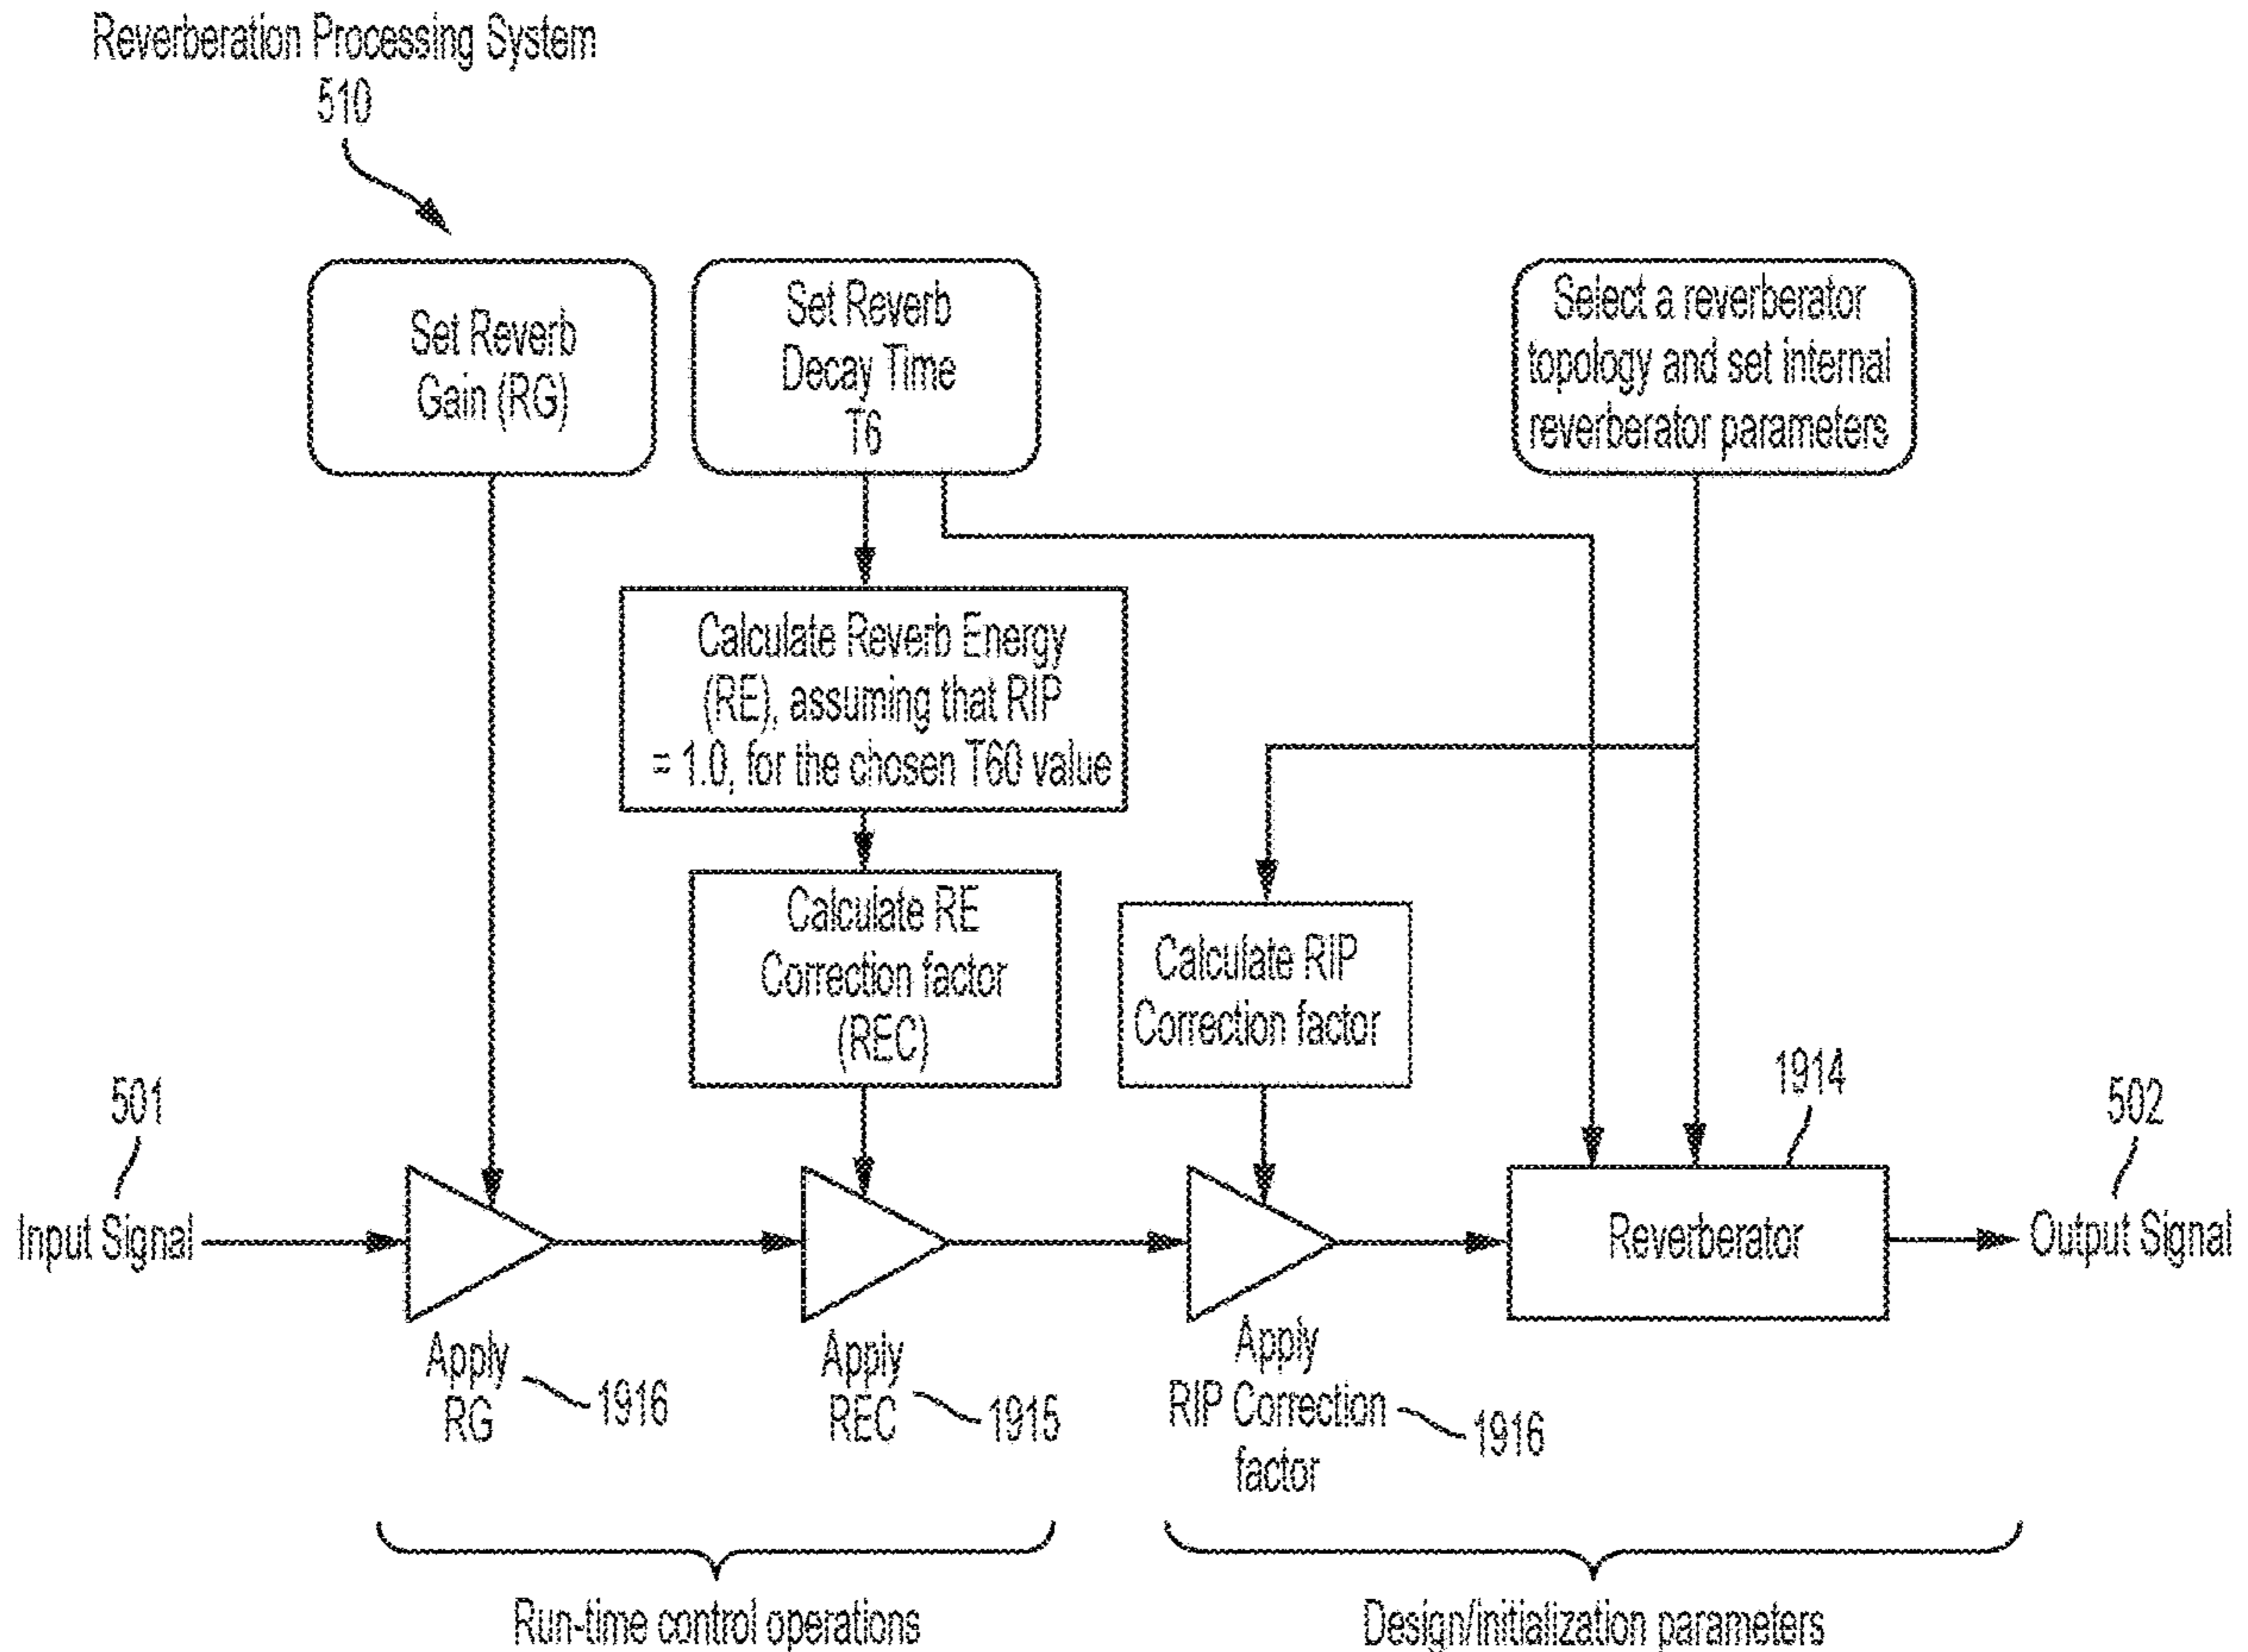 Reverberation Processing System
510
Set Reverb
Gain (RG)
Set Reverb
Decay Time
T6
Select a reverberator
topology and set internal
reverberator parameters
Calculate Reverb Energy
(RE), assuming that RIP
= 1.0, for the chosen T60 value
Calculate RE
Correction factor
(REC)
Calculate RIP
Correction factor
501
Input Signal
1914
Reverberator
502
Output Signal
Apply
RG
1916
Apply
REC
1915
Apply
RIP Correction
factor
1916
Run-time control operations
Design/initialization parameters